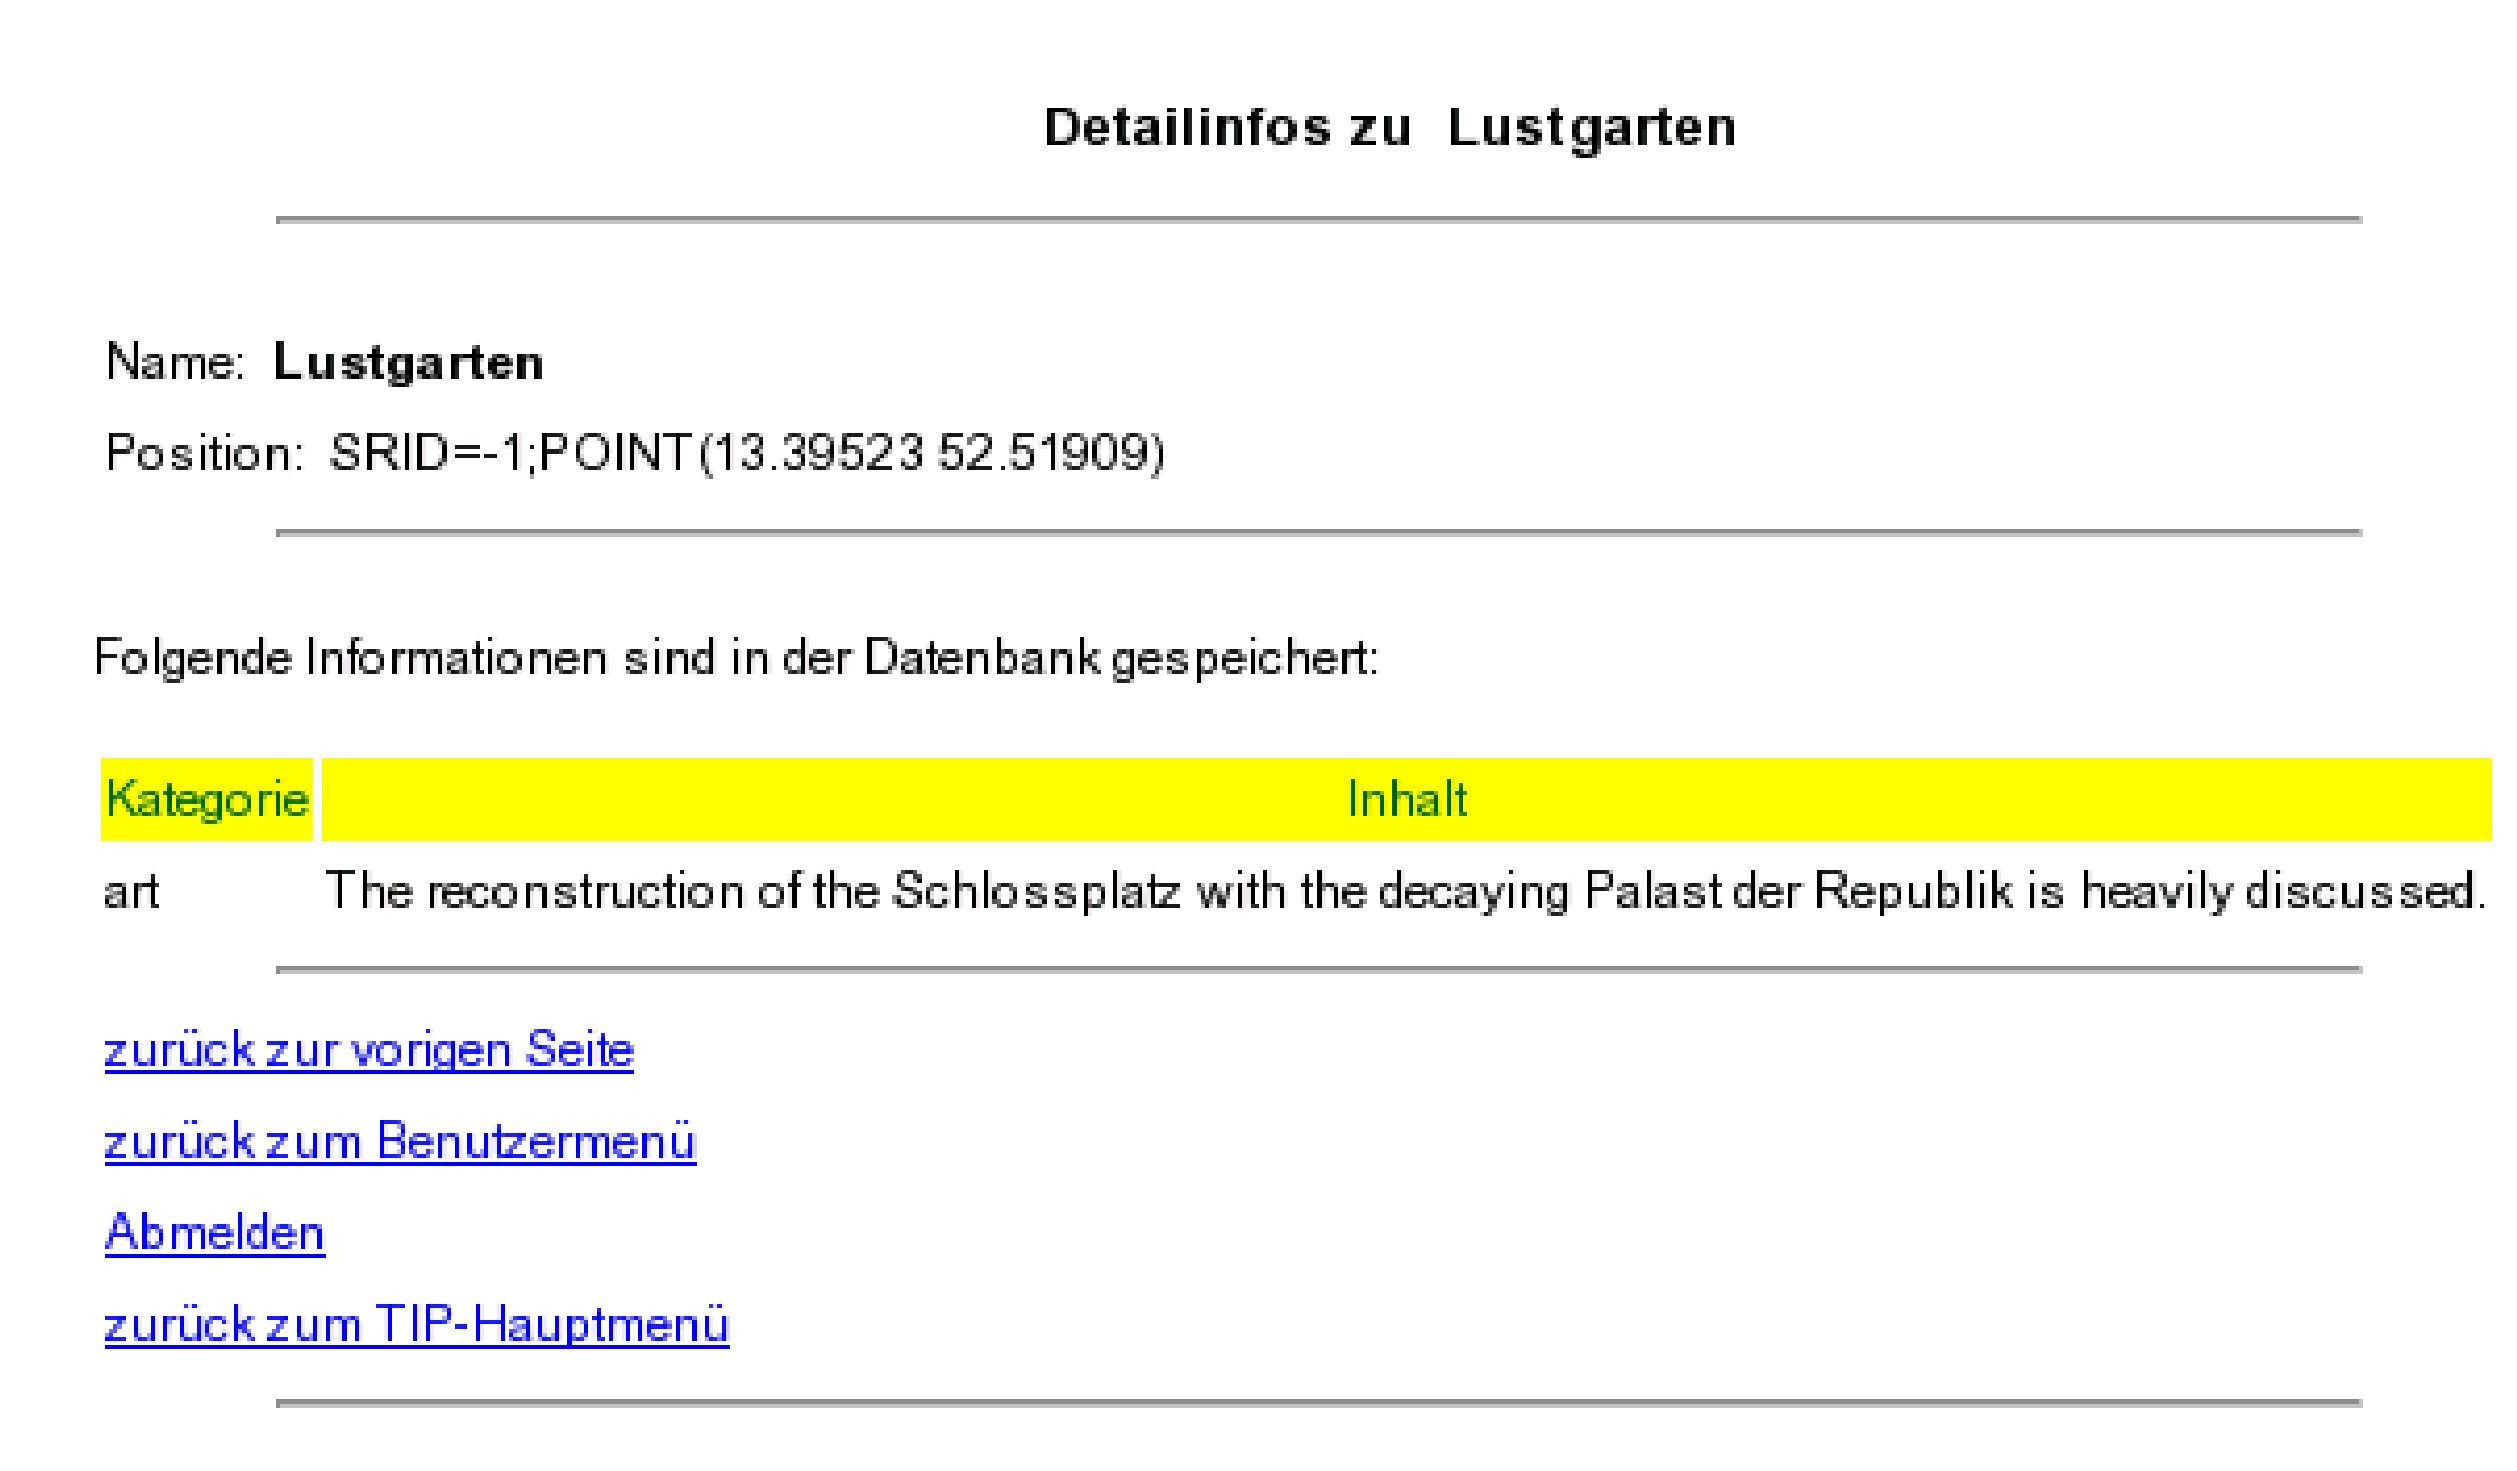 Detailinfos zu Lustgarten
Name: Lustgarten
Position: SRID=-1;POINT(13.39523 52.51909)
Folgende Informationen sind in der Datenbank gespeichert:
Kategorie Inhalt
art The reconstruction of the Schlossplatz with the decaying Palast der Republik is heavily discussed.
zurück zur vorigen Seite
zurück zum Benutzermenü
Abmelden
zurück zum TIP-Hauptmenü